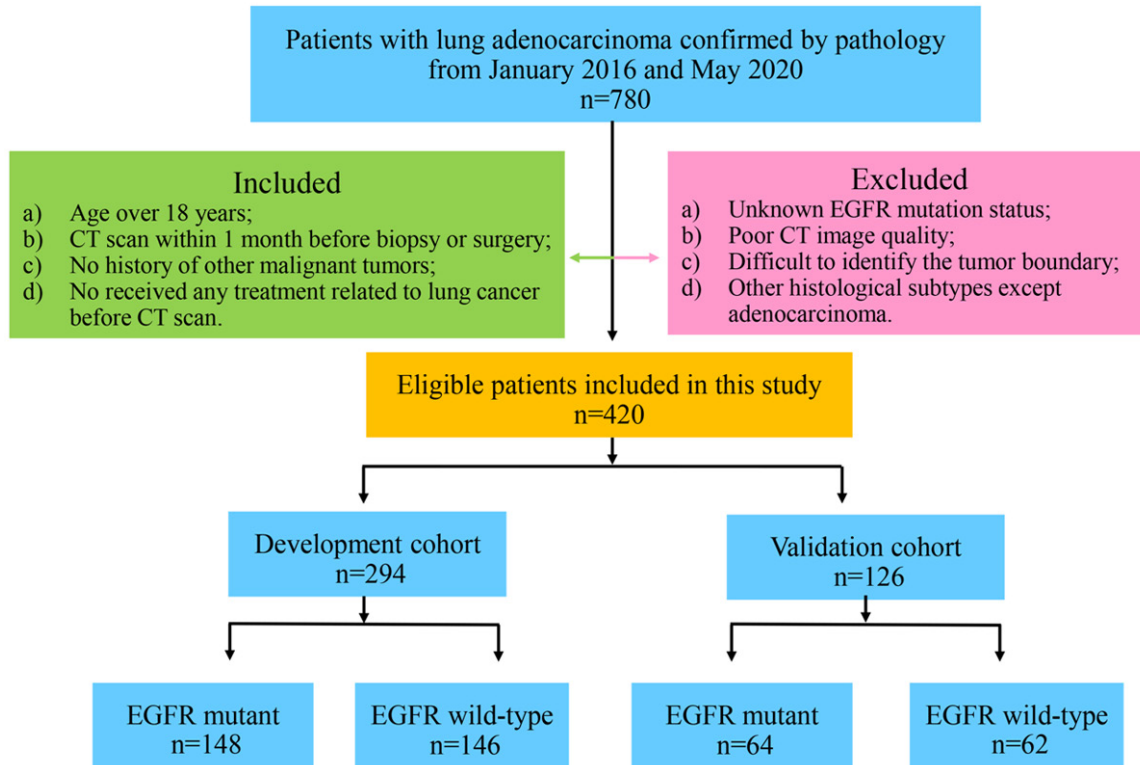 Patients with lung adenocarcinoma confirmed by pathology
from January 2016 and May 2020
n=780
Included
a) Age over 18 years;
b) CT scan within 1 month before biopsy or surgery;
c) No history of other malignant tumors;
d) No received any treatment related to lung cancer
before CT scan.
Excluded
a) Unknown EGFR mutation status;
b) Poor CT image quality;
c) Difficult to identify the tumor boundary;
d) Other histological subtypes except
adenocarcinoma.
Eligible patients included in this study
n=420
Development cohort
n=294
Validation cohort
n=126
EGFR mutant
n=148
EGFR wild-type
n=146
EGFR mutant
n=64
EGFR wild-type
n=62